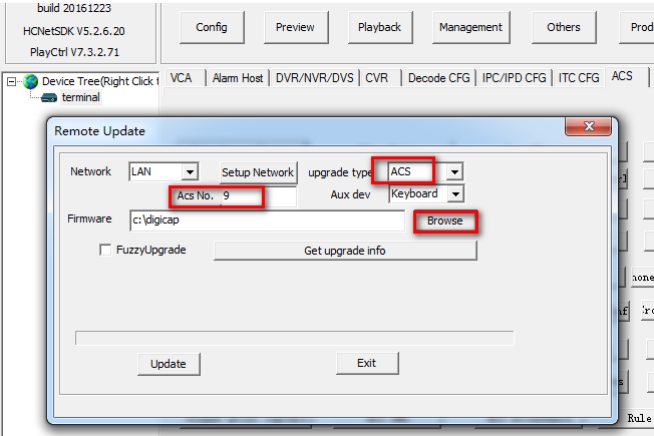 build 20161223
HCNetSDK V5.2.6.20
PlayCtrl V7.3.2.71
Config Preview Playback Management Others
Device Tree(Right Click
terminal
VCA Alarm Host DVR/NVR/DVS CVR Decode CFG IPC/IPD CFG ITC CFG ACS
Remote Update
Network LAN Setup Network upgrade type ACS
Acs No. 9 Aux dev Keyboard
Firmware c:\digicap Browse
FuzzyUpgrade Get upgrade info
Update Exit
Rule